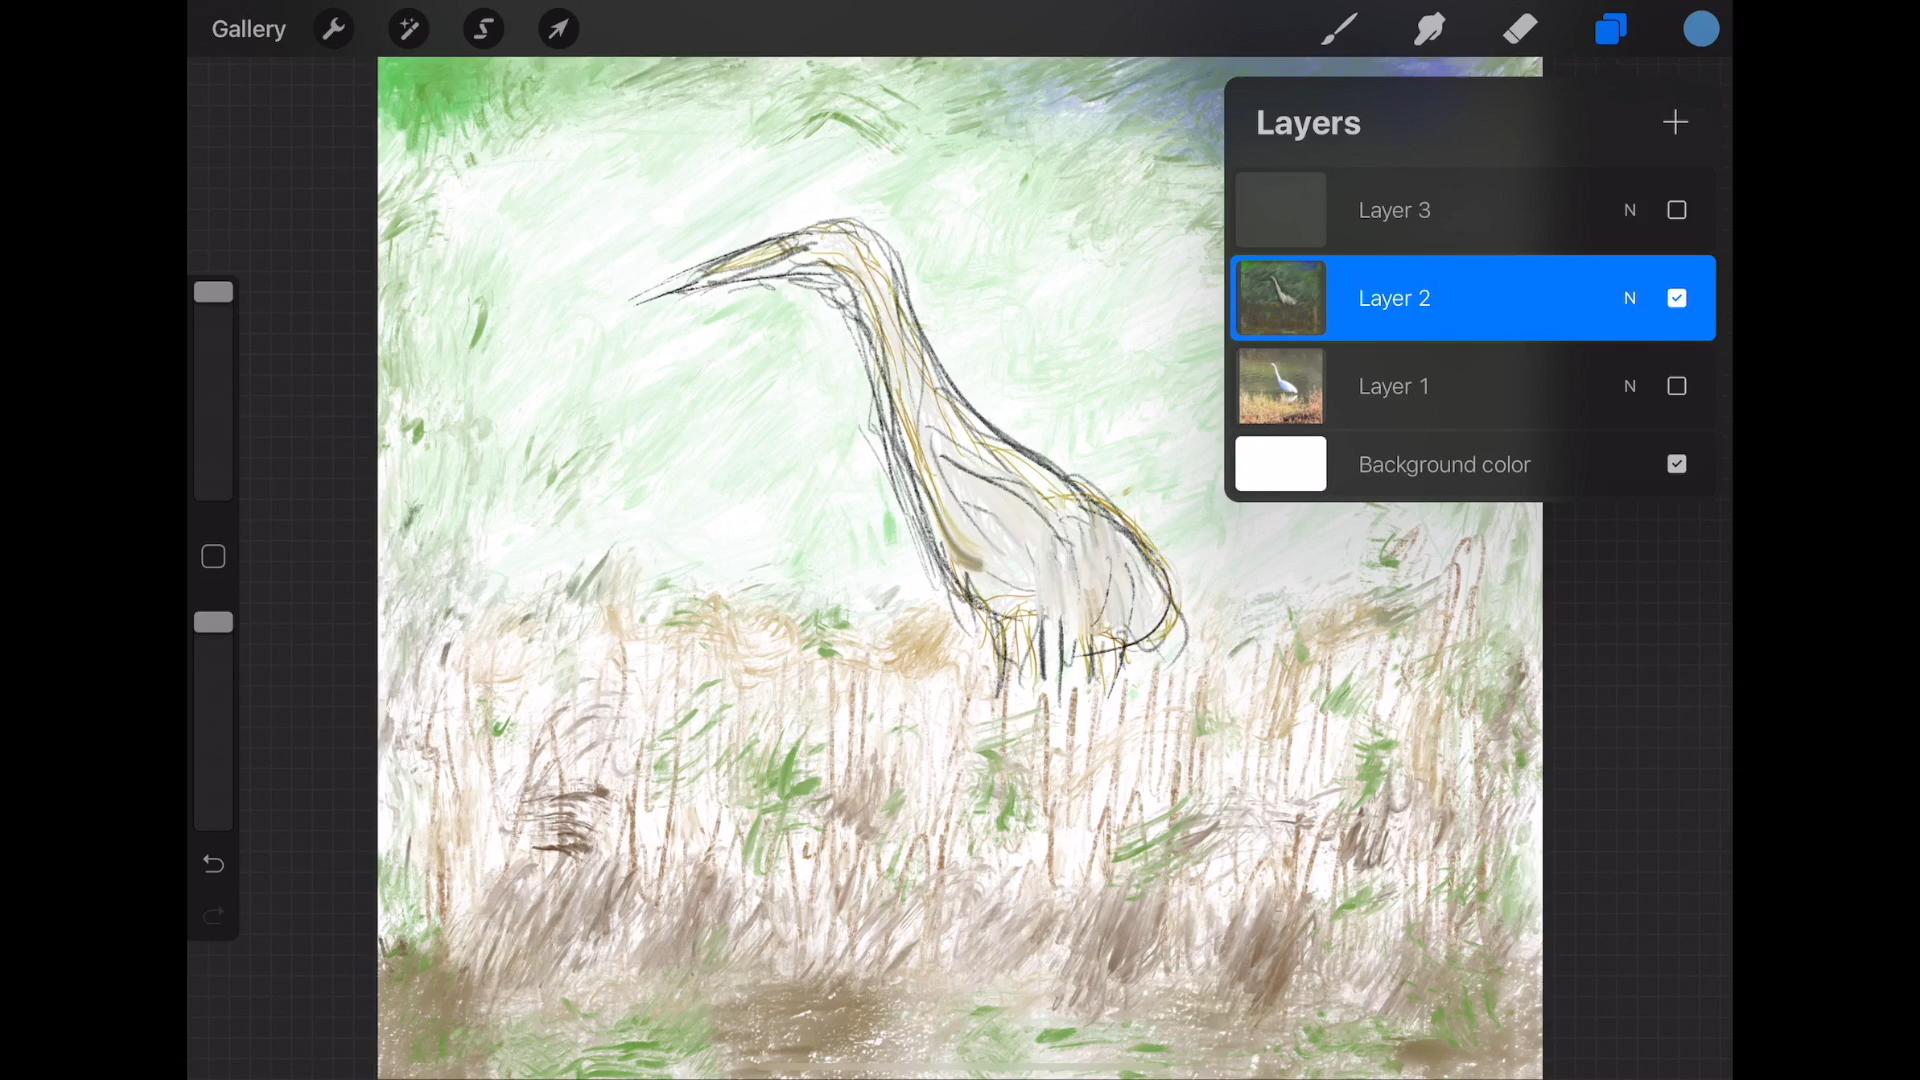 Gallery
Layers
Layer 3 N
Layer 2 N
Layer 1 N
Background color